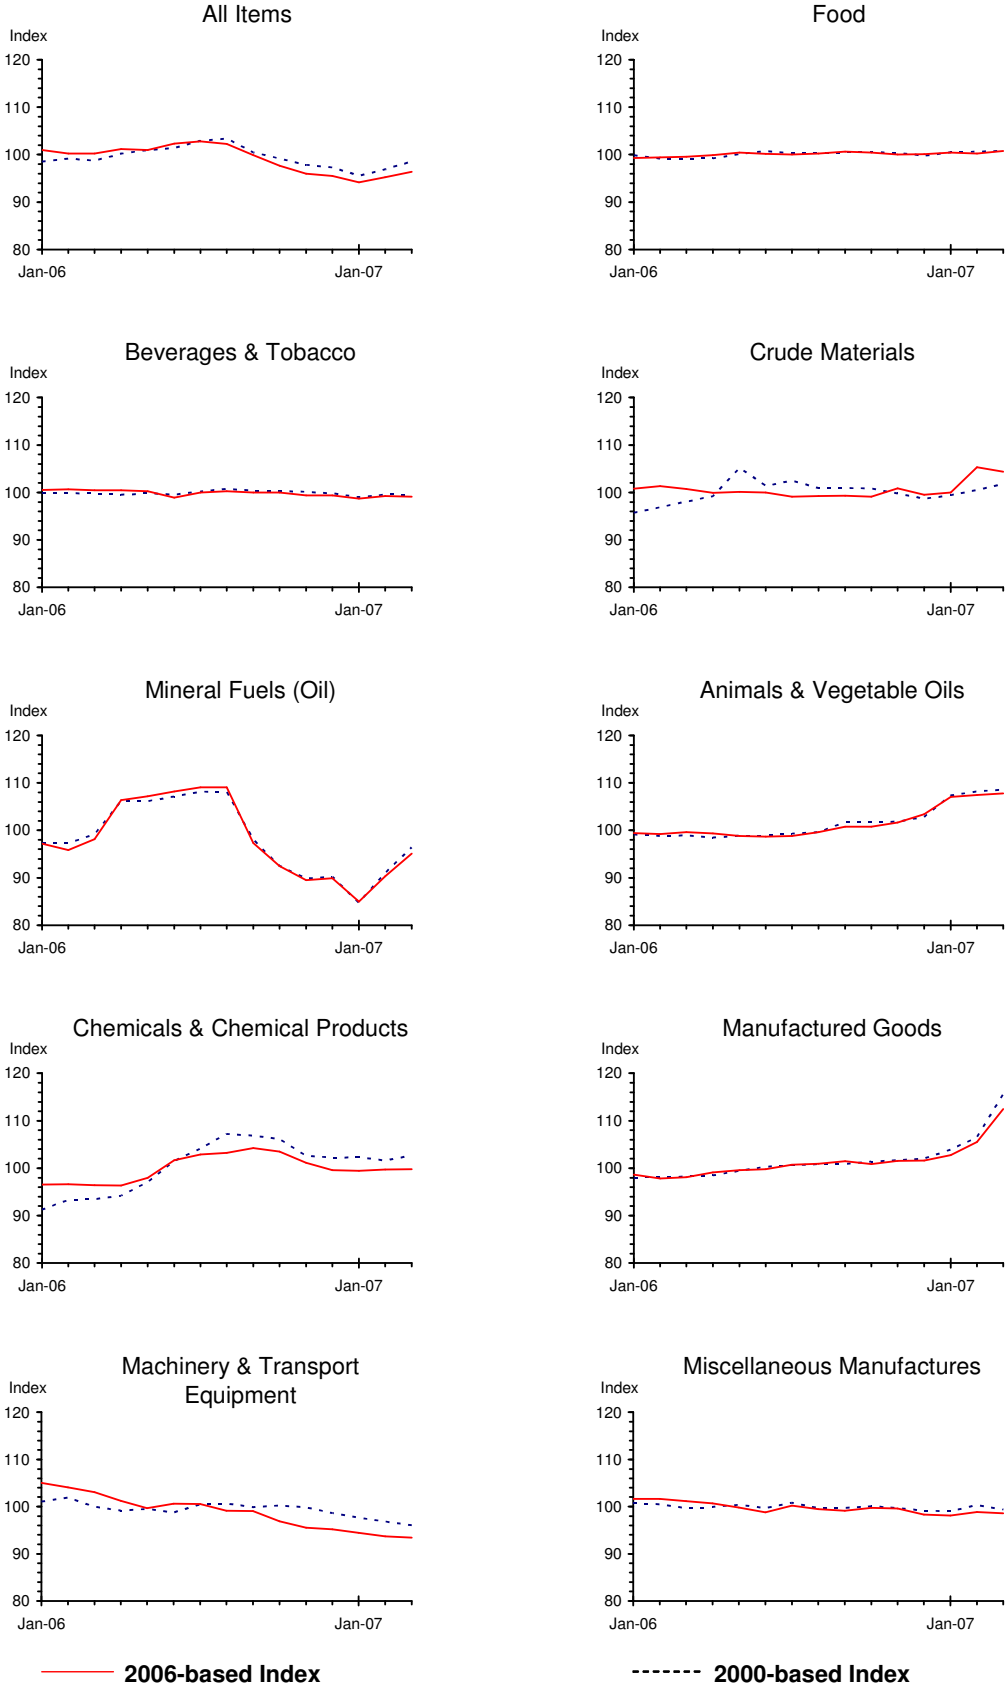 All Items
Index
120
110
100
90
80
Jan-06 Jan-07
Food
Index
120
110
100
90
80
Jan-06 Jan-07
Beverages & Tobacco
Index
120
110
100
90
80
Jan-06 Jan-07
Crude Materials
Index
120
110
100
90
80
Jan-06 Jan-07
Mineral Fuels (Oil)
Index
120
110
100
90
80
Jan-06 Jan-07
Animals & Vegetable Oils
Index
120
110
100
90
80
Jan-06 Jan-07
Chemicals & Chemical Products
Index
120
110
100
90
80
Jan-06 Jan-07
Manufactured Goods
Index
120
110
100
90
80
Jan-06 Jan-07
Machinery & Transport
Equipment
Index
120
110
100
90
80
Jan-06 Jan-07
Miscellaneous Manufactures
Index
120
110
100
90
80
Jan-06 Jan-07
2006-based Index
2000-based Index